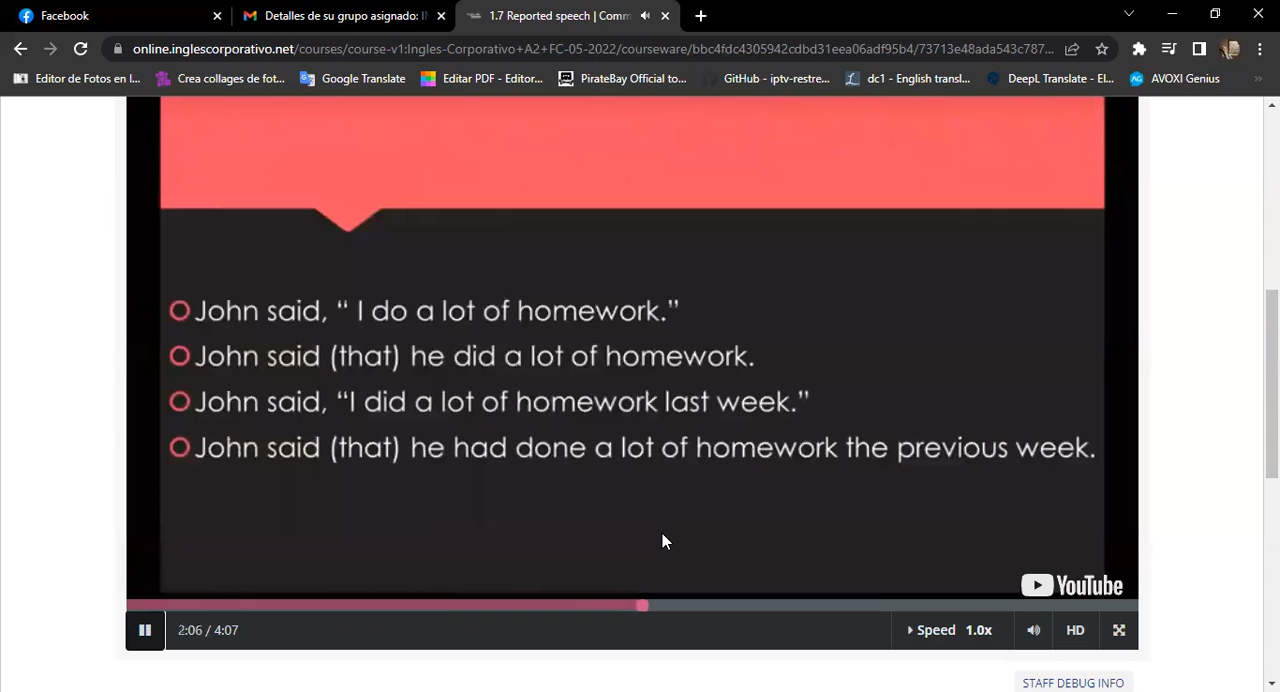 Facebook
Detalles de su grupo asignado: I
1.7 Reported speech | Comm
online.inglescorporativo.net/courses/course-v1:Ingles-Corporativo+A2+FC-05-2022/courseware/bbc4fdc4305942cdbd31eea06adf95b4/73713e48ada543c787...
Editor de Fotos en l...
Crea collages de fot...
Google Translate
Editar PDF - Editor...
PirateBay Official to...
GitHub - iptv-restre...
dc1 - English transl...
DeepL Translate - El...
AVOXI Genius
»
John said, “ I do a lot of homework.”
John said (that) he did a lot of homework.
John said, “I did a lot of homework last week.”
John said (that) he had done a lot of homework the previous week.
YouTube
2:06 / 4:07
Speed 1.0x
HD
STAFF DEBUG INFO